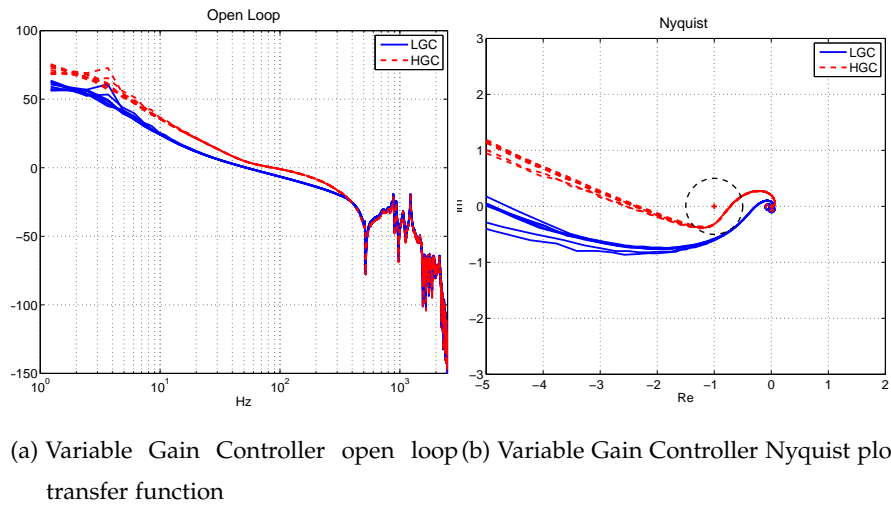 Open Loop
100
50
0
-50
-100
-150
10^0
10^1
10^2
10^3
Hz
LGC
HGC
Nyquist
3
2
1
0
−1
−2
−3
−5
−4
−3
−2
−1
0
1
2
Re
Im
LGC
HGC
(a) Variable Gain Controller open loop
transfer function
(b) Variable Gain Controller Nyquist plo